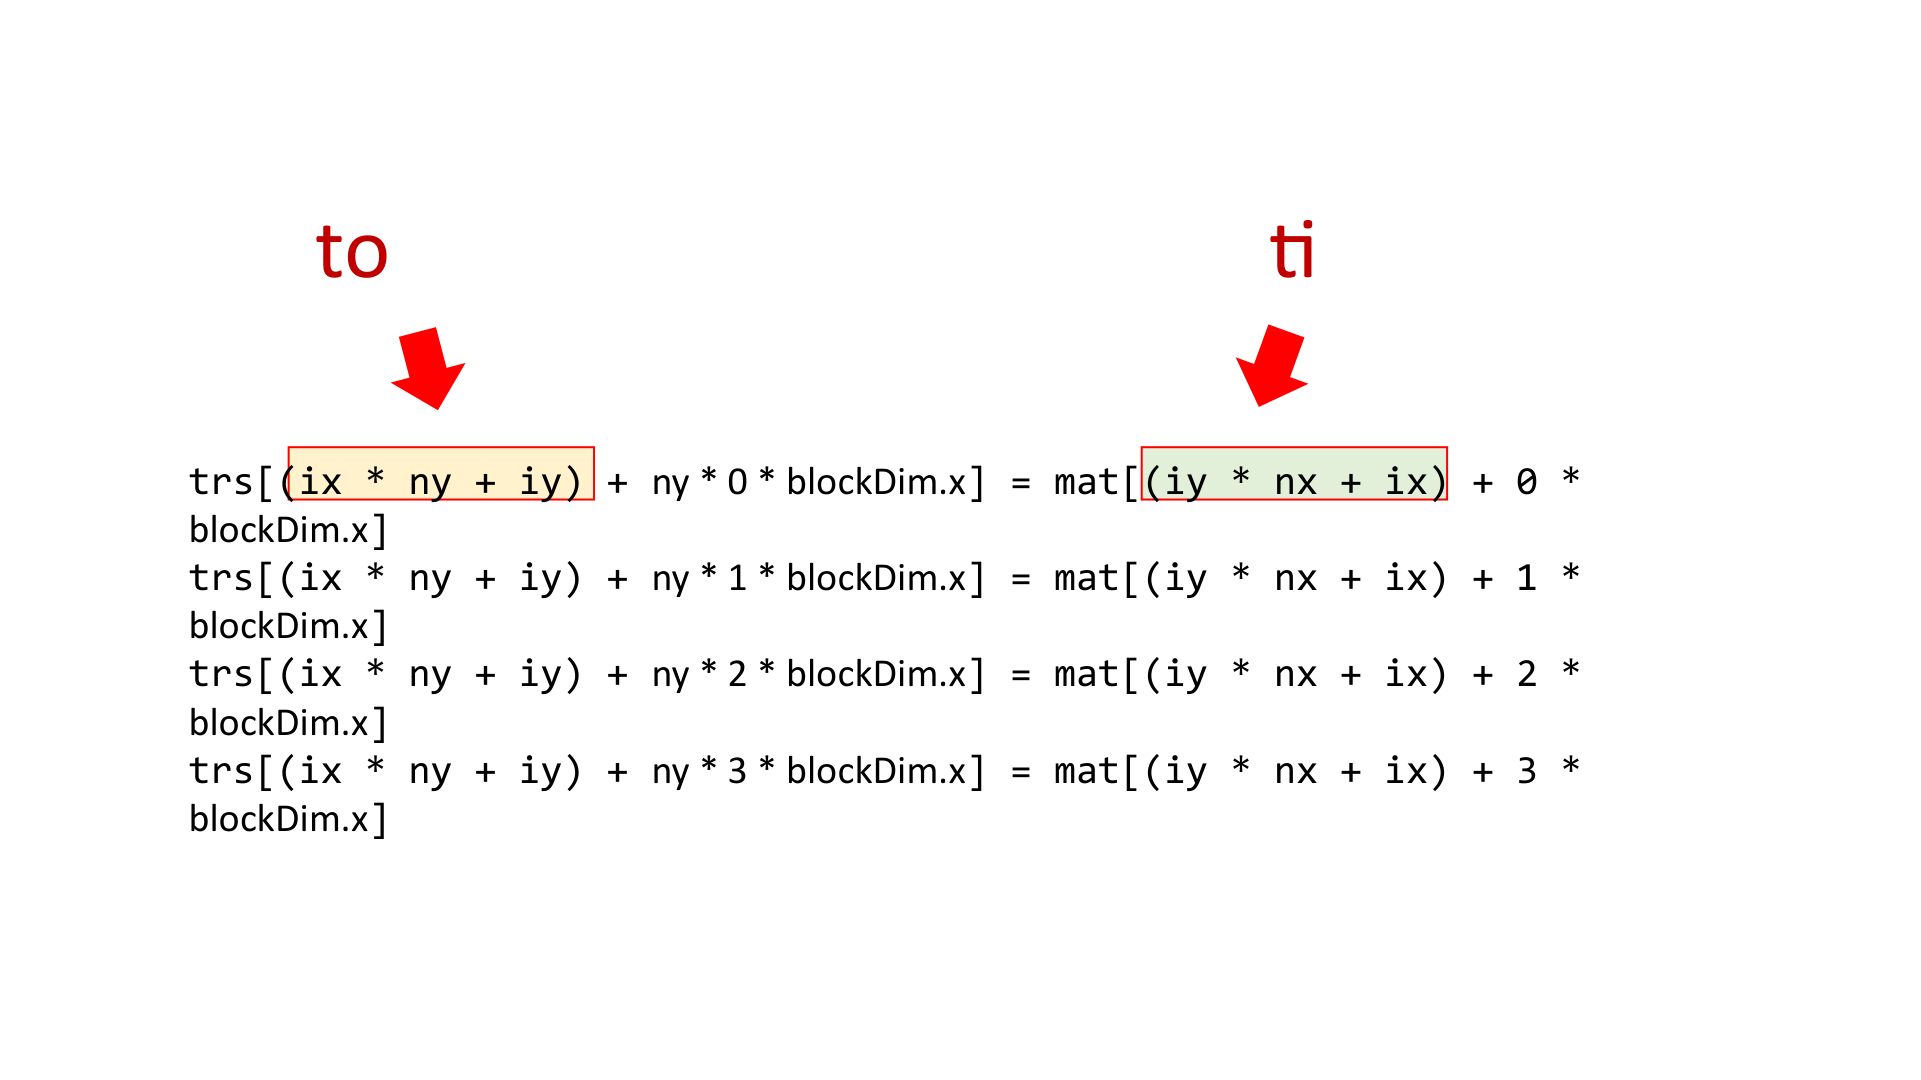 to
ti
trs[(ix * ny + iy) + ny * 0 * blockDim.x] = mat[(iy * nx + ix) + 0 *
blockDim.x]
trs[(ix * ny + iy) + ny * 1 * blockDim.x] = mat[(iy * nx + ix) + 1 *
blockDim.x]
trs[(ix * ny + iy) + ny * 2 * blockDim.x] = mat[(iy * nx + ix) + 2 *
blockDim.x]
trs[(ix * ny + iy) + ny * 3 * blockDim.x] = mat[(iy * nx + ix) + 3 *
blockDim.x]